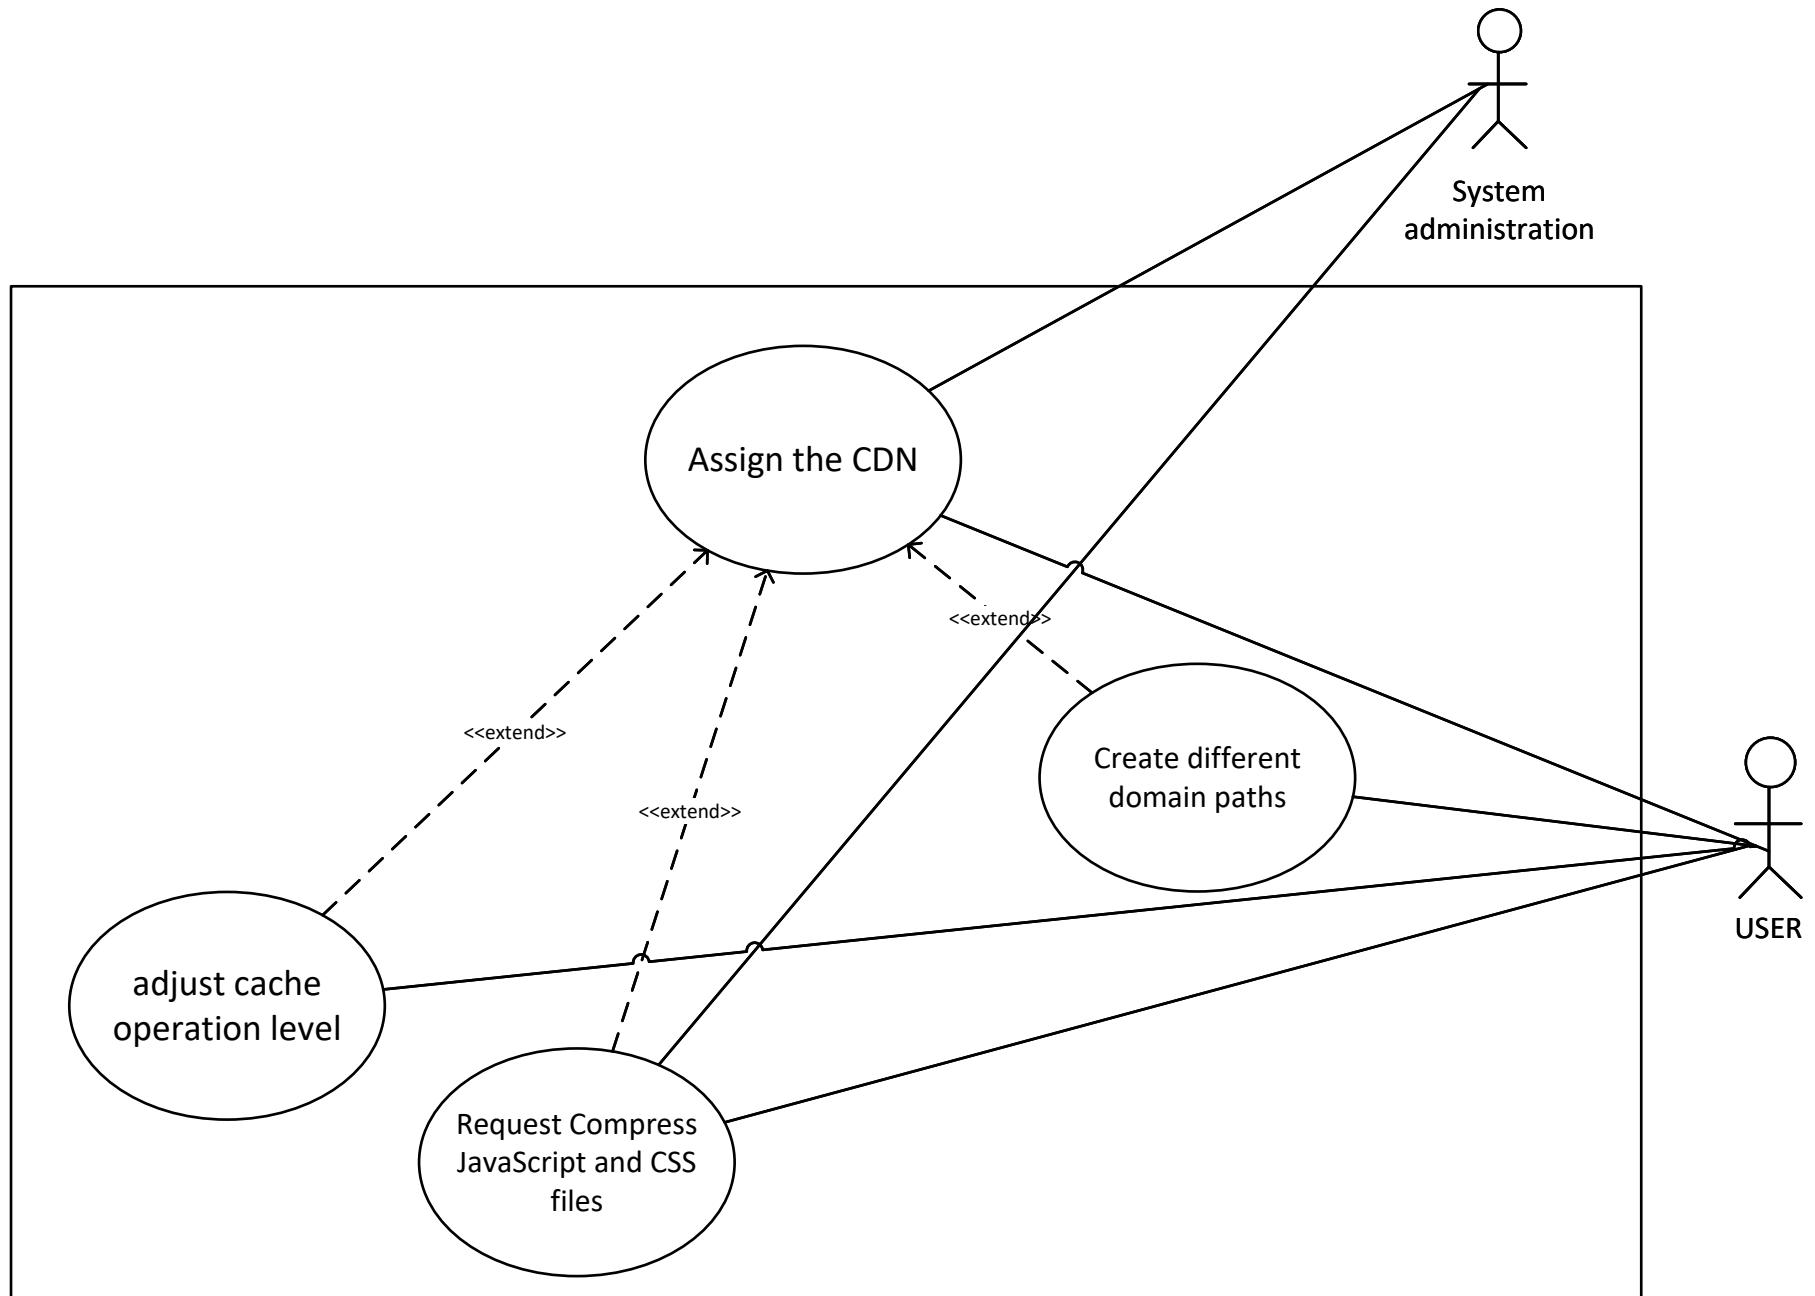 System
administration
Assign the CDN
<<extend>>
<<extend>>
<<extend>>
Create different
domain paths
USER
adjust cache
operation level
Request Compress
JavaScript and CSS
files